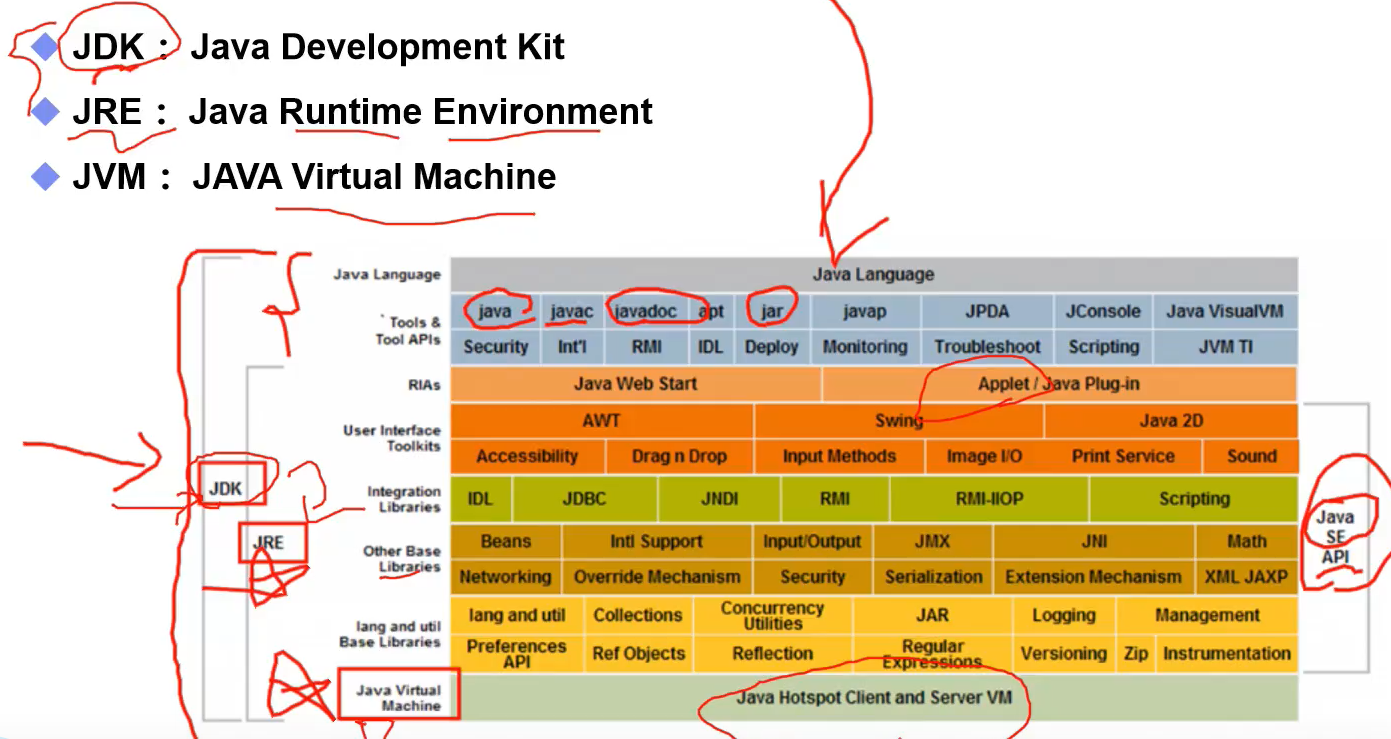 JDK： Java Development Kit
JRE： Java Runtime Environment
JVM： JAVA Virtual Machine
Java Language
Java Language
Tools &
Tool APIs
java javac javadoc apt jar javap JPDA JConsole Java VisualVM
Security Int'l RMI IDL Deploy Monitoring Troubleshoot Scripting JVM TI
RIAs
Java Web Start Applet / Java Plug-in
User Interface
Toolkits
AWT Swing Java 2D
Accessibility Drag n Drop Input Methods Image I/O Print Service Sound
JDK
Integration
Libraries
IDL JDBC JNDI RMI RMI-IIOP Scripting
Java
SE
API
JRE
Other Base
Libraries
Beans Intl Support Input/Output JMX JNI Math
Networking Override Mechanism Security Serialization Extension Mechanism XML JAXP
lang and util
Base Libraries
lang and util Collections Concurrency Utilities JAR Logging Management
Preferences API Ref Objects Reflection Regular Expressions Versioning Zip Instrumentation
Java Virtual
Machine
Java Hotspot Client and Server VM